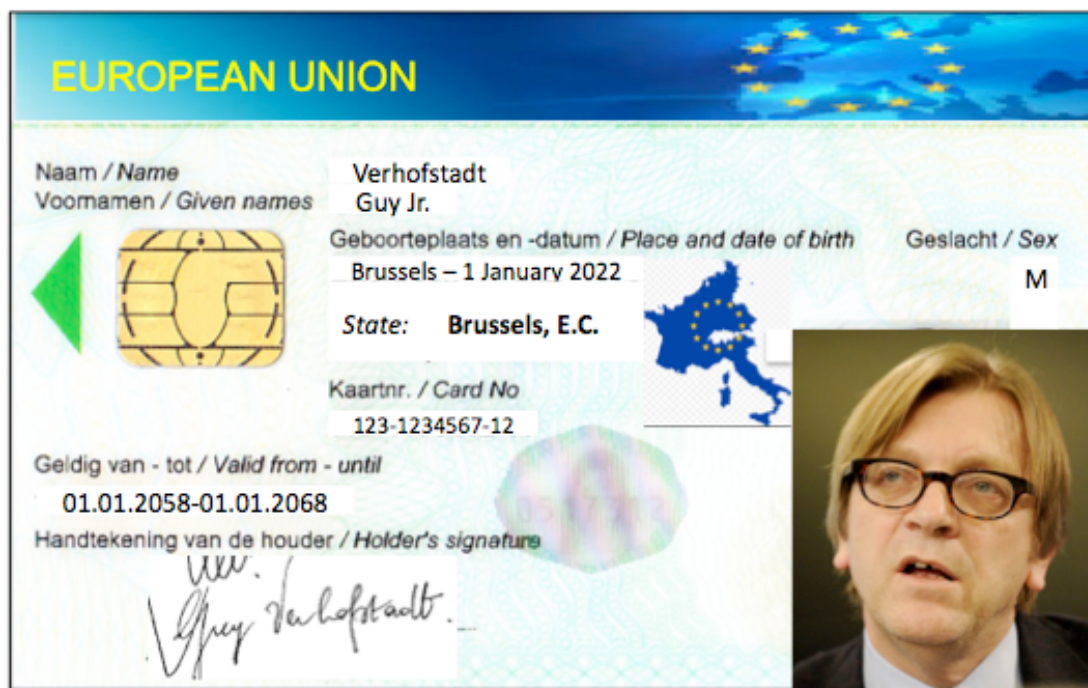 EUROPEAN UNION
Naam / Name
Verhofstadt
Voornamen / Given names
Guy Jr.
Geboorteplaats en -datum / Place and date of birth
Geslacht / Sex
Brussels – 1 January 2022
M
State: Brussels, E.C.
Kaartnr. / Card No
123-1234567-12
Geldig van - tot / Valid from - until
01.01.2058-01.01.2068
Handtekening van de houder / Holder's signature
Verhofstadt.